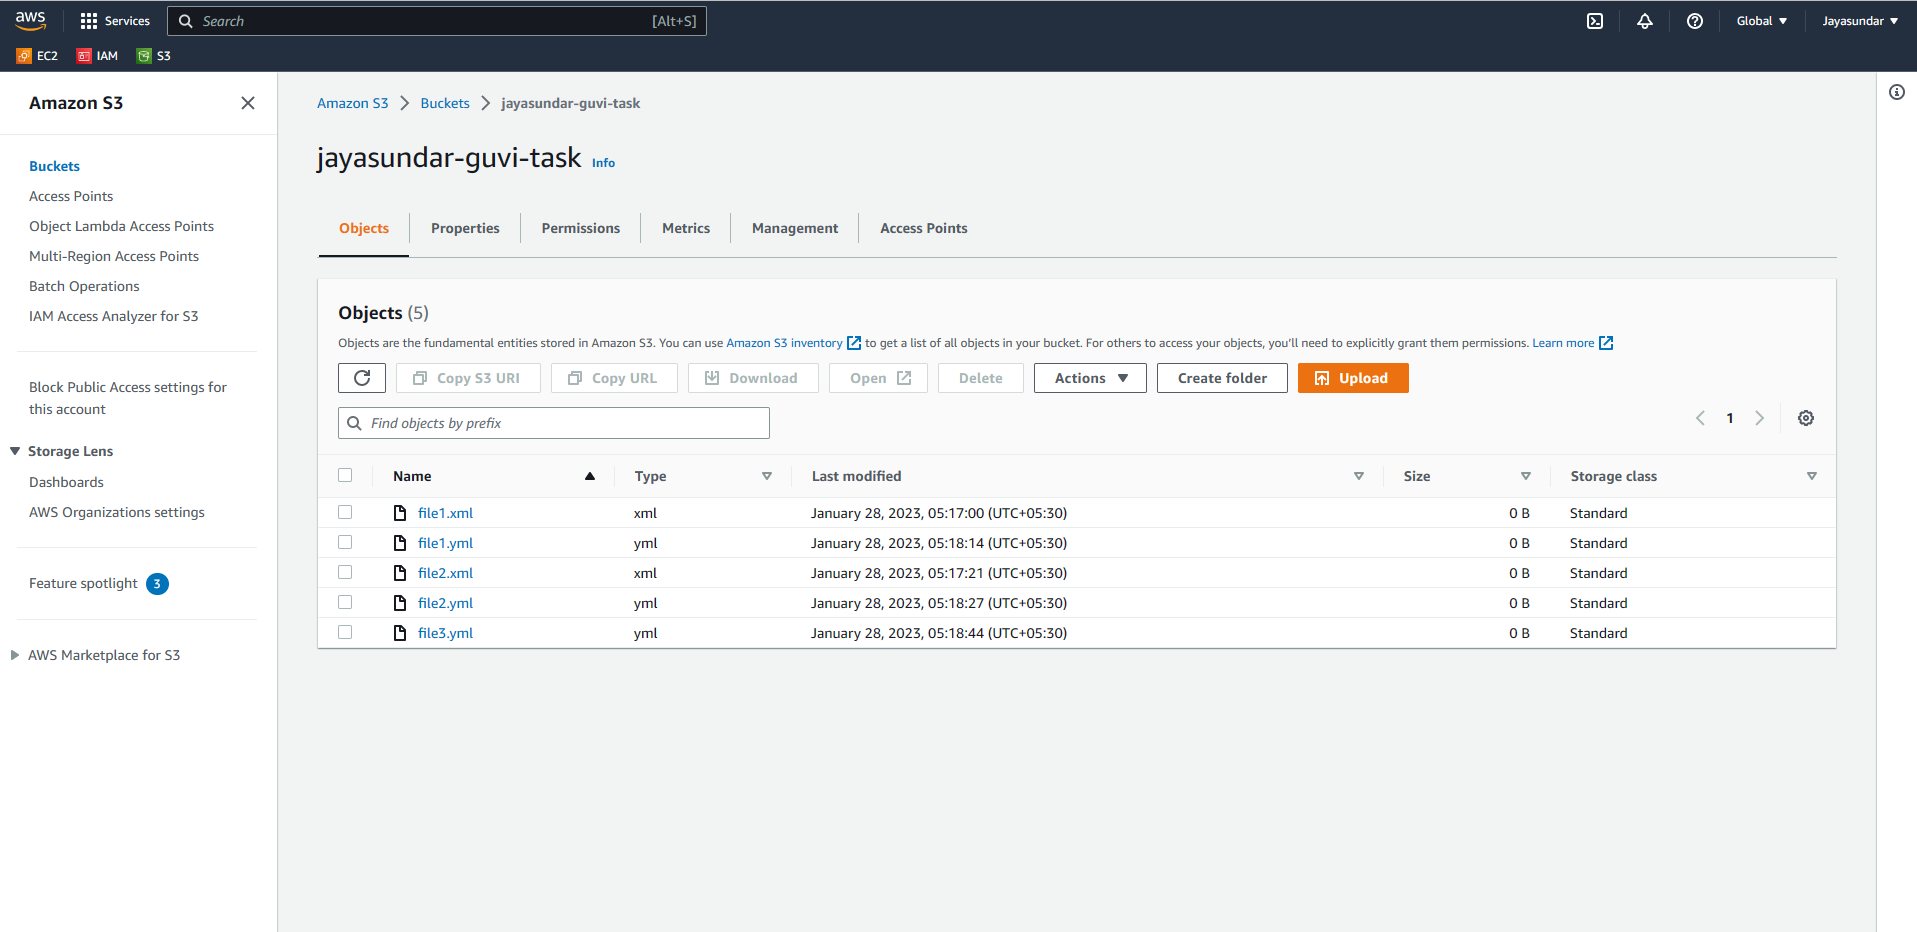 aws Services Search [Alt+S] Global Jayasundar
EC2 IAM S3
Amazon S3
Buckets
Access Points
Object Lambda Access Points
Multi-Region Access Points
Batch Operations
IAM Access Analyzer for S3
Block Public Access settings for
this account
Storage Lens
Dashboards
AWS Organizations settings
Feature spotlight 3
AWS Marketplace for S3
Amazon S3 Buckets jayasundar-guvi-task
jayasundar-guvi-task Info
Objects Properties Permissions Metrics Management Access Points
Objects (5)
Objects are the fundamental entities stored in Amazon S3. You can use Amazon S3 inventory to get a list of all objects in your bucket. For others to access your objects, you'll need to explicitly grant them permissions. Learn more
Copy S3 URI Copy URL Download Open Delete Actions Create folder Upload
Find objects by prefix 1
Name Type Last modified Size Storage class
file1.xml xml January 28, 2023, 05:17:00 (UTC+05:30) 0 B Standard
file1.yml yml January 28, 2023, 05:18:14 (UTC+05:30) 0 B Standard
file2.xml xml January 28, 2023, 05:17:21 (UTC+05:30) 0 B Standard
file2.yml yml January 28, 2023, 05:18:27 (UTC+05:30) 0 B Standard
file3.yml yml January 28, 2023, 05:18:44 (UTC+05:30) 0 B Standard